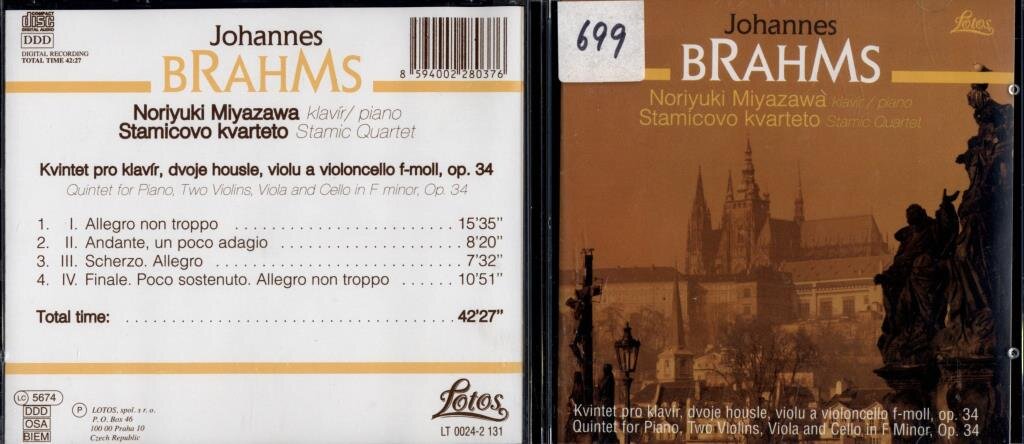 COMPACT
disc
DIGITAL AUDIO
DDD
DIGITAL RECORDING
TOTAL TIME 42:27
Johannes
BRAHMS
8 594002 280376
Noriyuki Miyazawa klavír/ piano
Stamicovo kvarteto Stamic Quartet
Kvintet pro klavír, dvoje housle, violu a violoncello f-moll, op. 34
Quintet for Piano, Two Violins, Viola and Cello in F minor, Op. 34
1. I. Allegro non troppo 15'35"
2. II. Andante, un poco adagio 8'20"
3. III. Scherzo. Allegro 7'32"
4. IV. Finale. Poco sostenuto. Allegro non troppo 10'51"
Total time: 42'27"
LC 5674
DDD
OSA
BIEM
P LOTOS, spol. s r. o.
P. O. Box 46
100 00 Praha 10
Czech Republic
Lotos
LT 0024-2 131
699
Johannes
BRAHMS
Lotos
Noriyuki Miyazawa klavír/ piano
Stamicovo kvarteto Stamic Quartet
Kvintet pro klavír, dvoje housle, violu a violoncello f-moll, op. 34
Quintet for Piano, Two Violins, Viola and Cello in F Minor, Op. 34